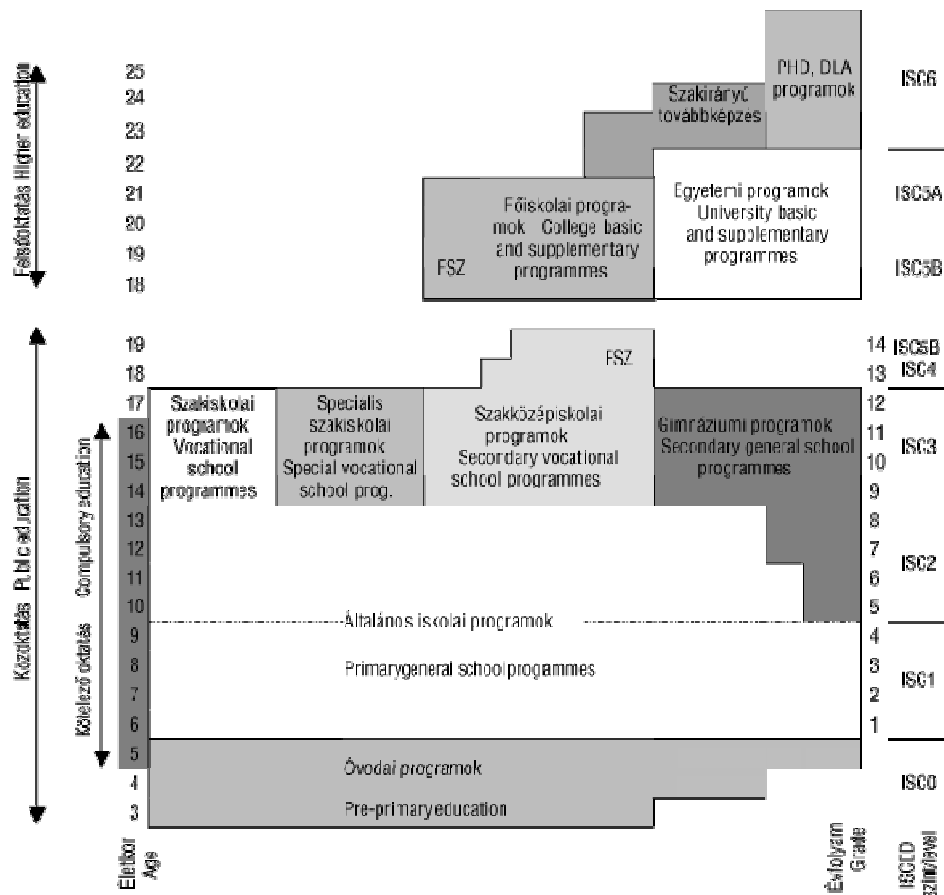 Felsőoktatás Higher education
25
24
23
22
21
20
19
18
PHD, DLA
programok
Szakirányú
továbbképzés
Főiskolai progra-
mok College basic
and supplementary
programmes
FSZ
Egyetemi programok
University basic
and supplementary
programmes
ISC6
ISC5A
ISC5B
Közoktatás Public education
Kötelező oktatás Compulsory education
19
18
17
16
15
14
13
12
11
10
9
8
7
6
5
4
3
FSZ
Szakiskolai
programok
Vocational
school
programmes
Specialis
szakiskolai
programok
Special vocational
school prog.
Szakközépiskolai
programok
Secondary vocational
school programmes
Gimnáziumi programok
Secondary general school
programmes
Általános iskolai programok
Primarygeneral schoolprogammes
Óvodai programok
Pre-primary education
14
13
12
11
10
9
8
7
6
5
4
3
2
1
ISC5B
ISC4
ISC3
ISC2
ISC1
ISC0
Életkor
Age
Évfolyam
Grade
ISCED
szint/level